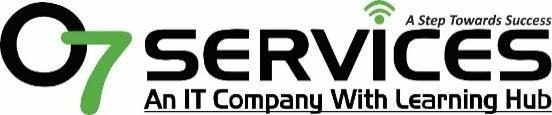 A Step Towards Success
O7 SERVICES
An IT Company With Learning Hub